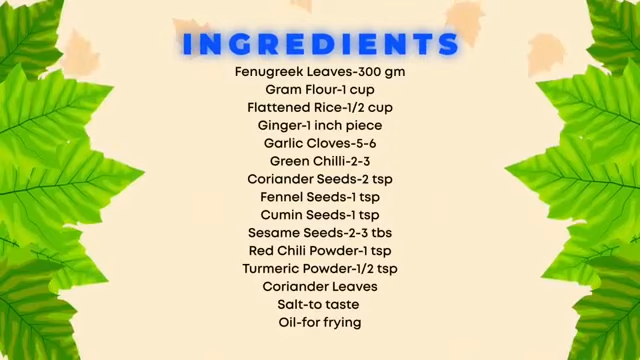 INGREDIENTS
Fenugreek Leaves-300 gm
Gram Flour-1 cup
Flattened Rice-1/2 cup
Ginger-1 inch piece
Garlic Cloves-5-6
Green Chilli-2-3
Coriander Seeds-2 tsp
Fennel Seeds-1 tsp
Cumin Seeds-1 tsp
Sesame Seeds-2-3 tbs
Red Chili Powder-1 tsp
Turmeric Powder-1/2 tsp
Coriander Leaves
Salt-to taste
Oil-for frying